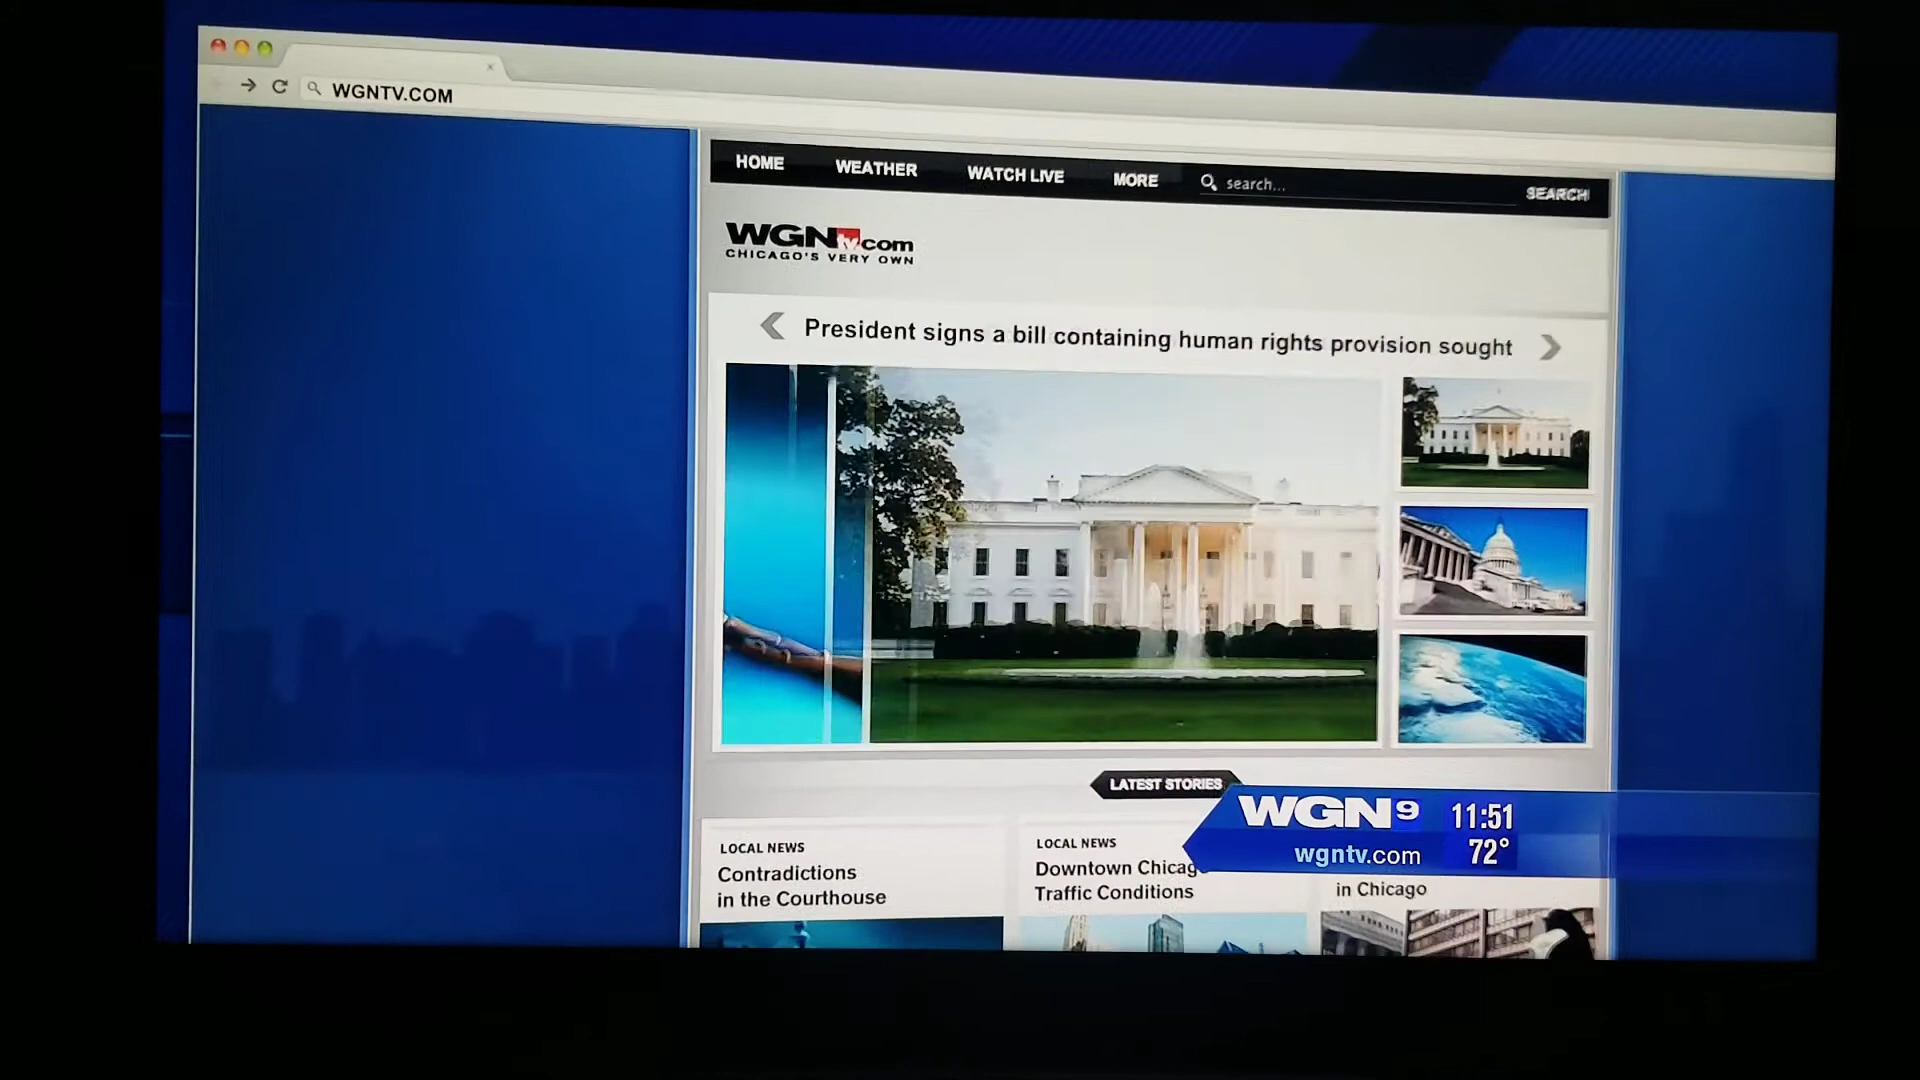 WGNTV.COM
HOME WEATHER WATCH LIVE MORE search... SEARCH
WGNtv.com
CHICAGO'S VERY OWN
President signs a bill containing human rights provision sought
LATEST STORIES
WGN9 11:51
wgntv.com 72°
LOCAL NEWS
Contradictions
in the Courthouse
LOCAL NEWS
Downtown Chicago
Traffic Conditions
in Chicago